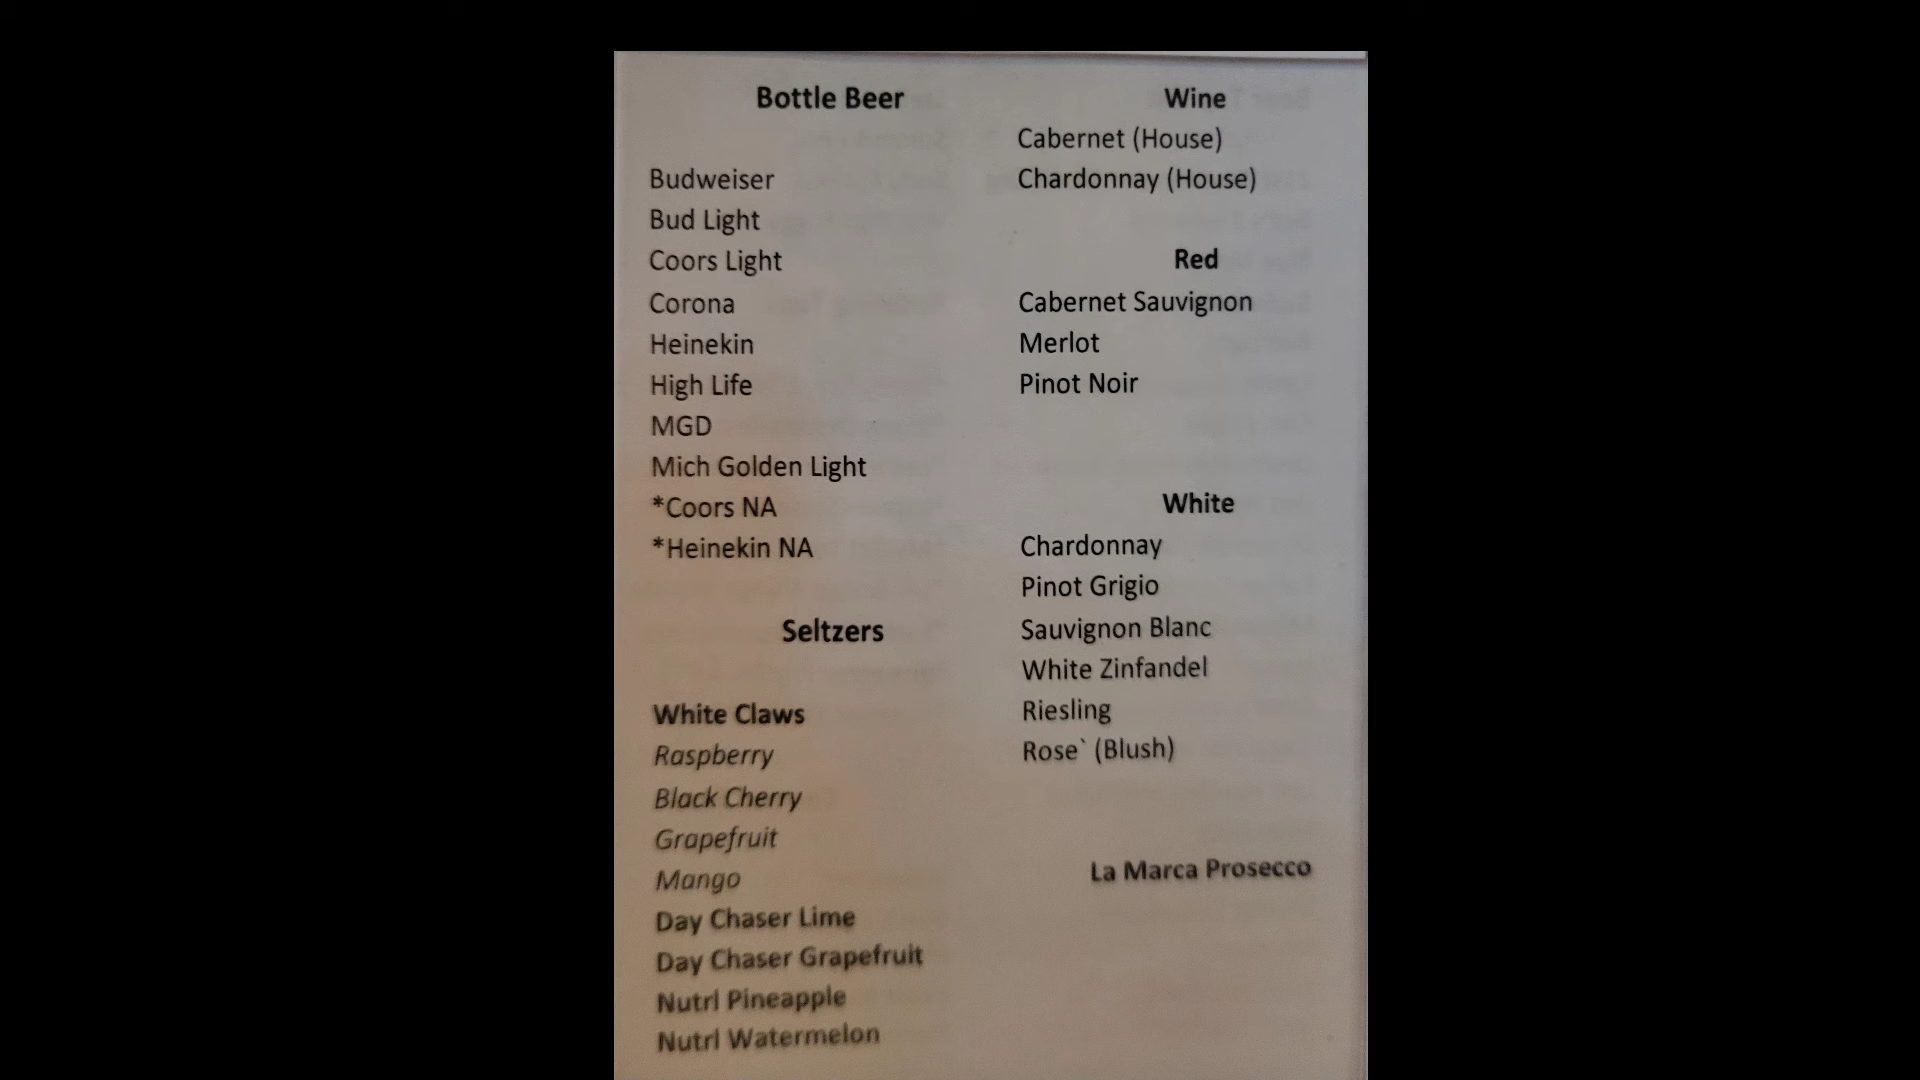 Bottle Beer
Budweiser
Bud Light
Coors Light
Corona
Heinekin
High Life
MGD
Mich Golden Light
*Coors NA
*Heinekin NA
Seltzers
White Claws
Raspberry
Black Cherry
Grapefruit
Mango
Day Chaser Lime
Day Chaser Grapefruit
Nutrl Pineapple
Nutrl Watermelon
Wine
Cabernet (House)
Chardonnay (House)
Red
Cabernet Sauvignon
Merlot
Pinot Noir
White
Chardonnay
Pinot Grigio
Sauvignon Blanc
White Zinfandel
Riesling
Rose` (Blush)
La Marca Prosecco